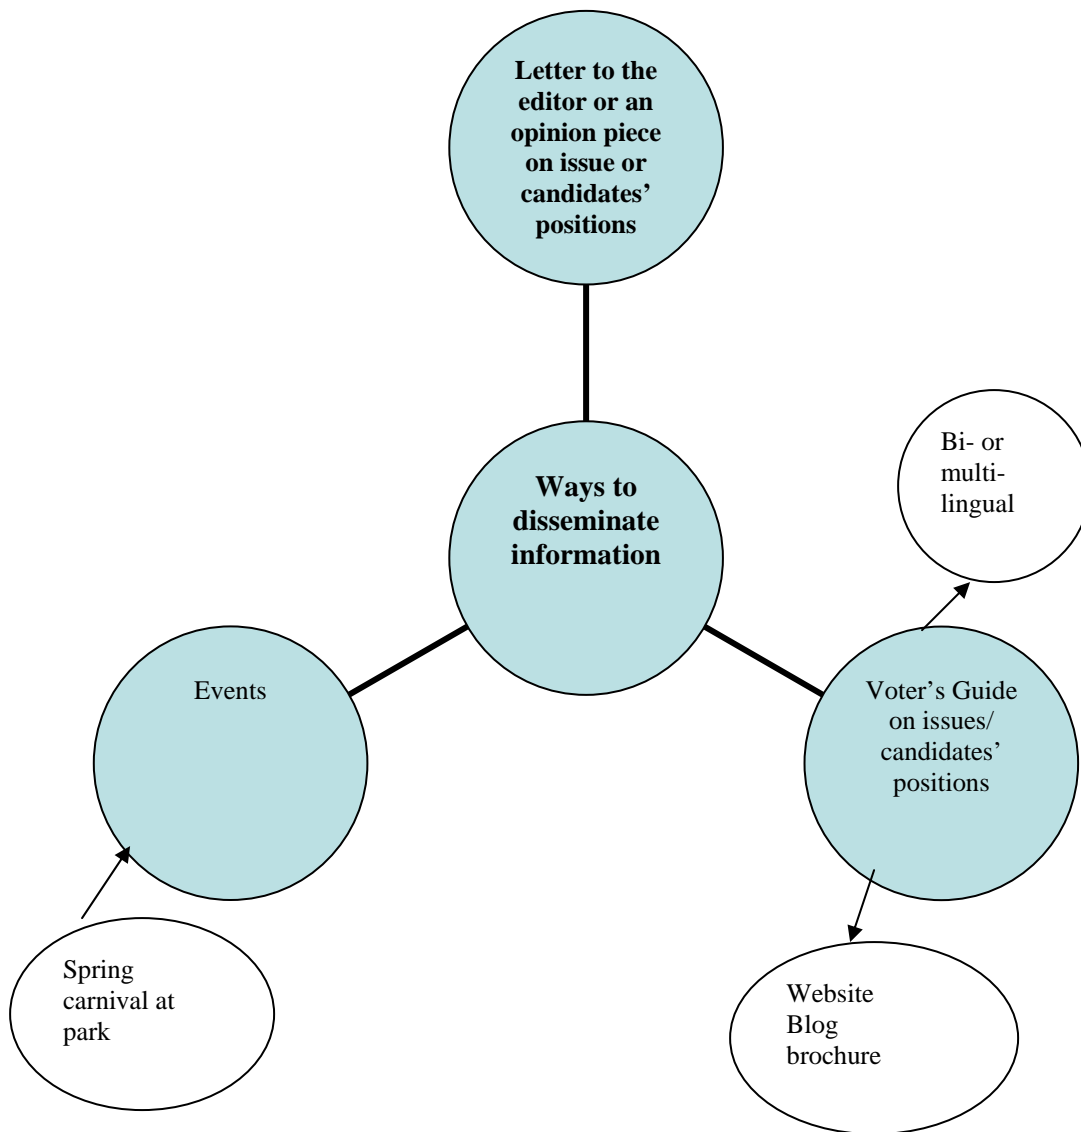 Letter to the
editor or an
opinion piece
on issue or
candidates’
positions
Ways to
disseminate
information
Bi- or
multi-
lingual
Events
Voter’s Guide
on issues/
candidates’
positions
Spring
carnival at
park
Website
Blog
brochure